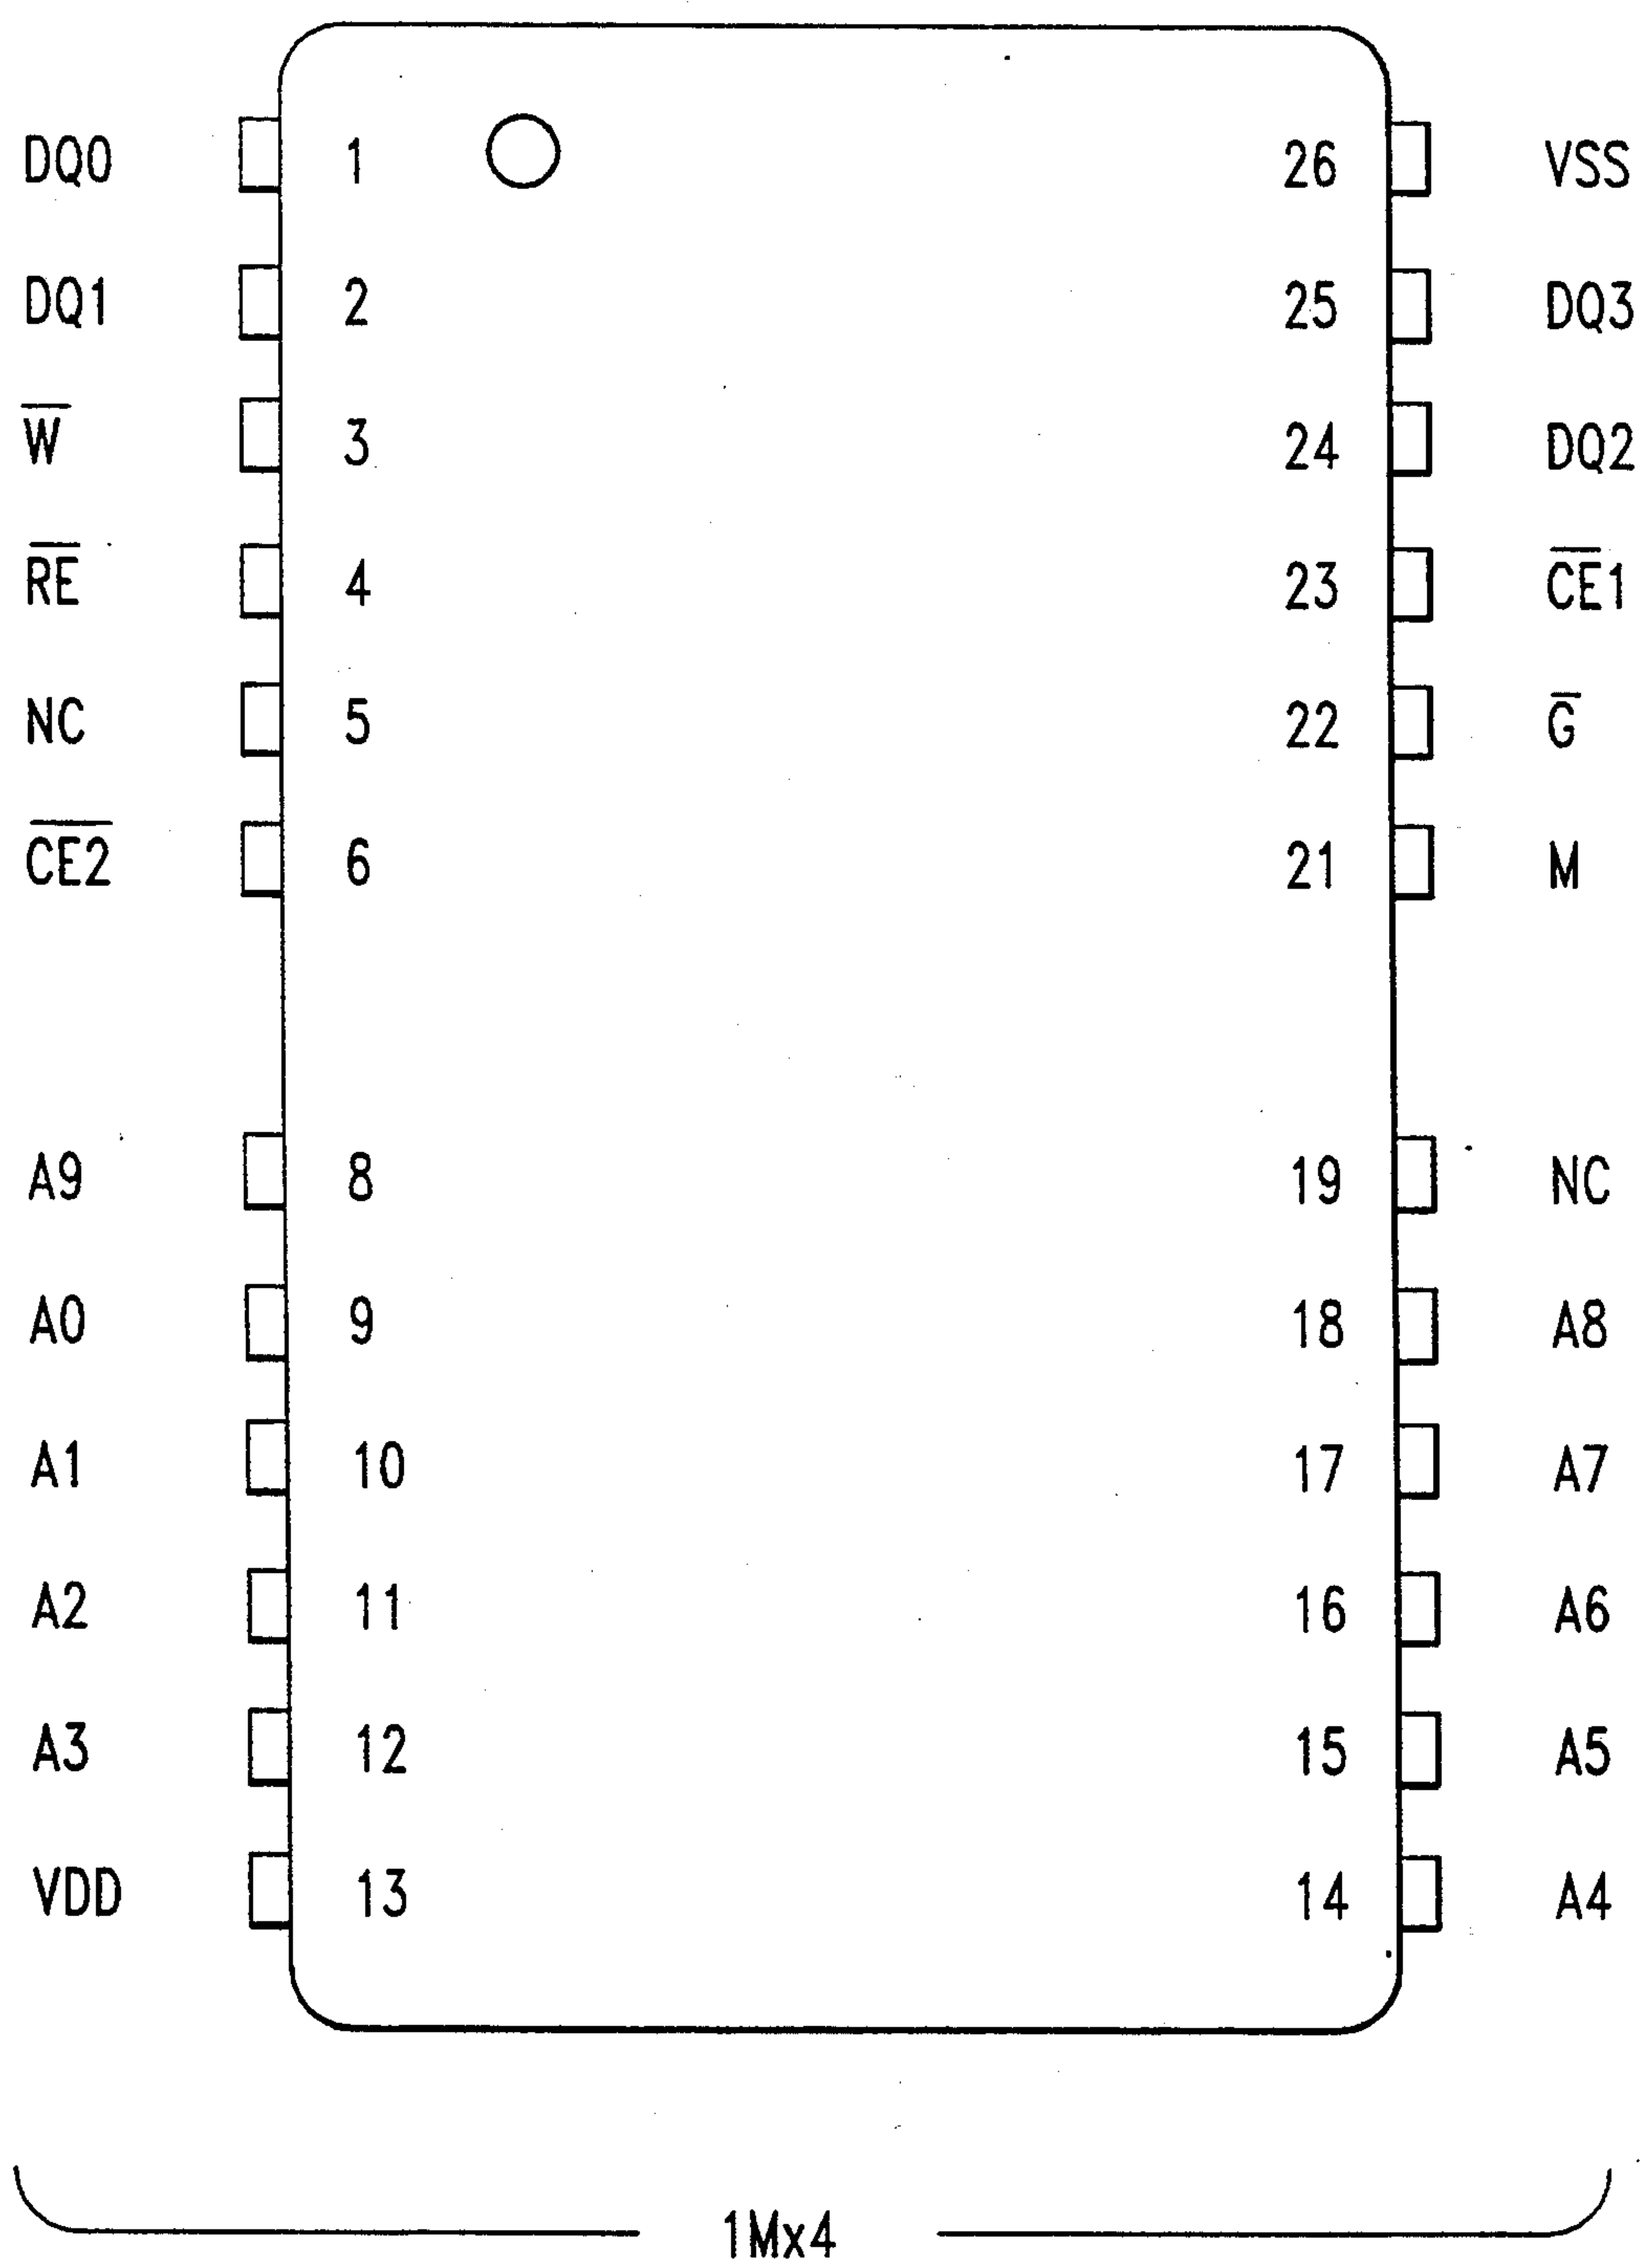 DQ0 1 26 VSS
DQ1 2 25 DQ3
W̅ 3 24 DQ2
R̅E̅ 4 23 C̅E̅1
NC 5 22 G̅
C̅E̅2̅ 6 21 M
A9 8 19 NC
A0 9 18 A8
A1 10 17 A7
A2 11 16 A6
A3 12 15 A5
VDD 13 14 A4
1Mx4